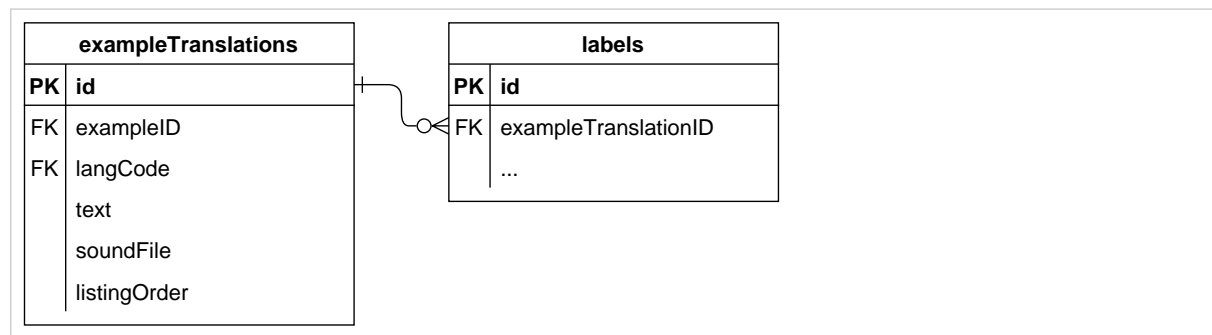 exampleTranslations
PK id
FK exampleID
FK langCode
text
soundFile
listingOrder
labels
PK id
FK exampleTranslationID
...